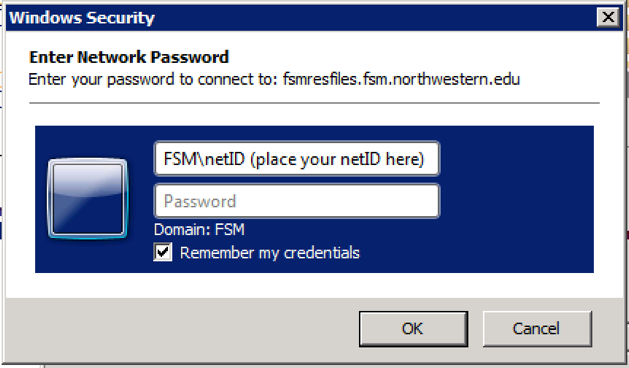 Windows Security
Enter Network Password
Enter your password to connect to: fsmresfiles.fsm.northwestern.edu
FSM\netID (place your netID here)
Password
Domain: FSM
Remember my credentials
OK
Cancel